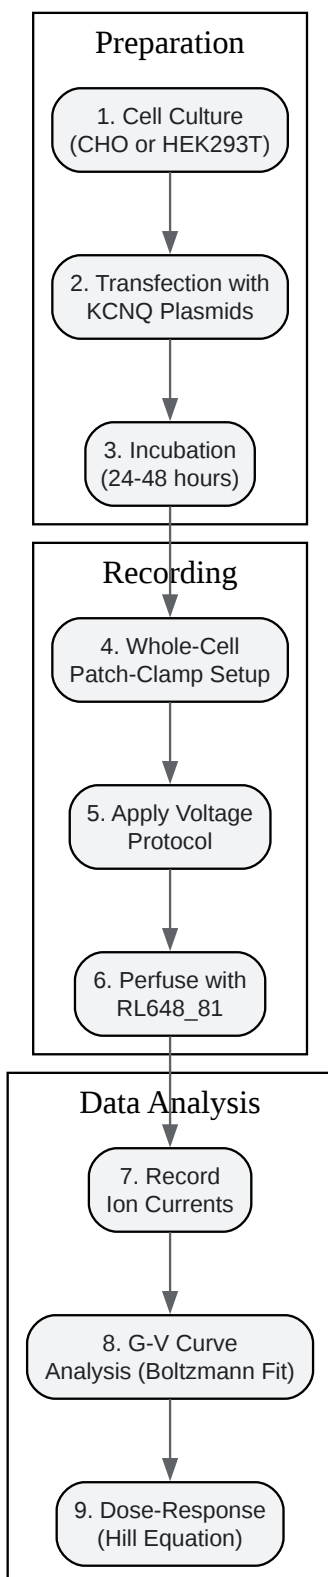 Preparation
1. Cell Culture
(CHO or HEK293T)
2. Transfection with
KCNQ Plasmids
3. Incubation
(24-48 hours)
Recording
4. Whole-Cell
Patch-Clamp Setup
5. Apply Voltage
Protocol
6. Perfuse with
RL648_81
Data Analysis
7. Record
Ion Currents
8. G-V Curve
Analysis (Boltzmann Fit)
9. Dose-Response
(Hill Equation)